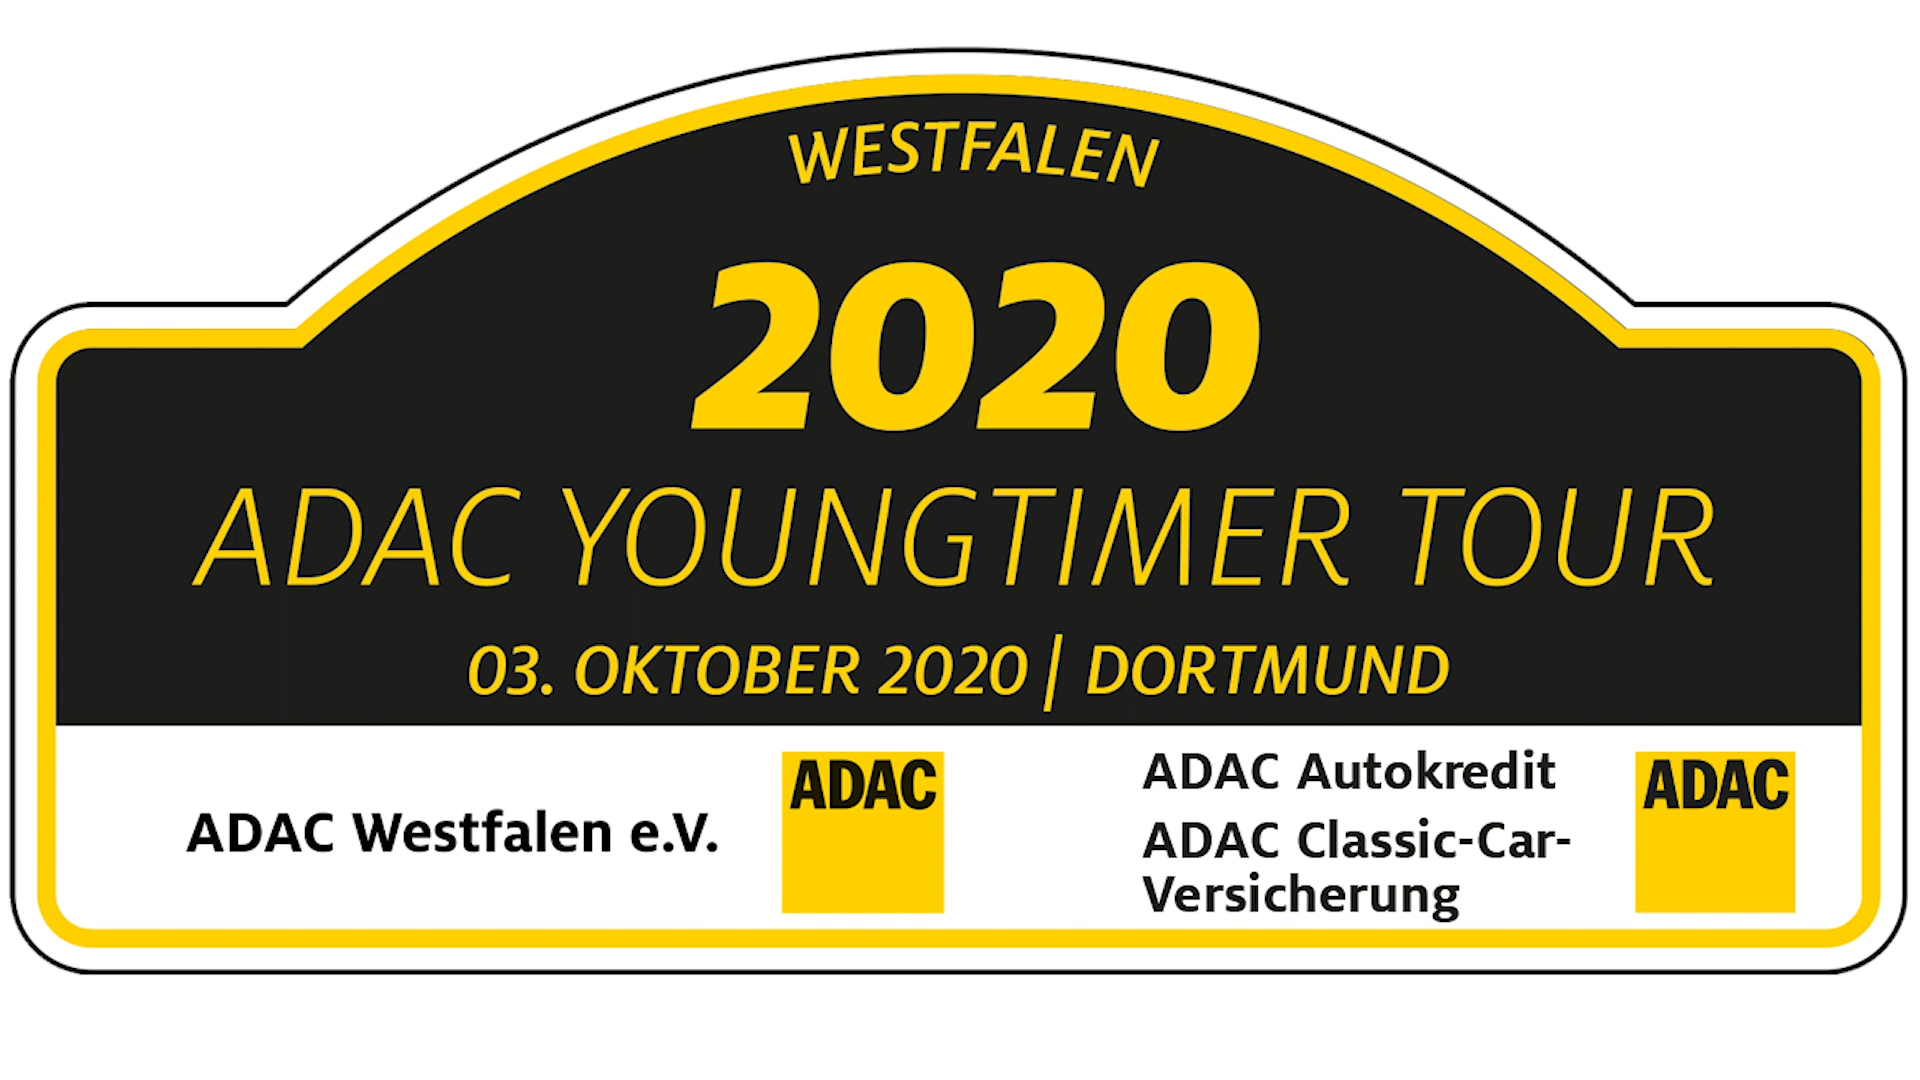 WESTFALEN
2020
ADAC YOUNGTIMER TOUR
03. OKTOBER 2020 | DORTMUND
ADAC Westfalen e.V.
ADAC
ADAC Autokredit
ADAC Classic-Car-
Versicherung
ADAC